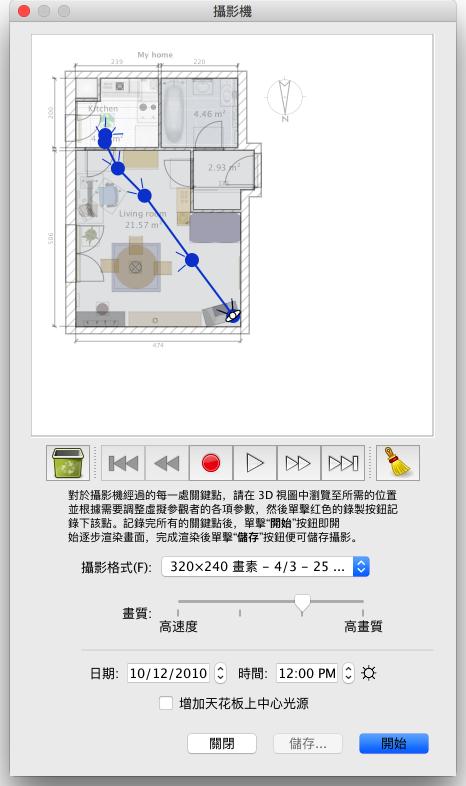 攝影機
My home
239
220
200
Kitchen
4.46 m²
2.93 m²
Living room
21.57 m²
506
474
N
對於攝影機經過的每一處關鍵點，請在 3D 視圖中瀏覽至所需的位置
並根據需要調整虛擬參觀者的各項參數，然後單擊紅色的錄製按鈕記
錄下該點。記錄完所有的關鍵點後，單擊“開始”按鈕即開
始逐步渲染畫面，完成渲染後單擊“儲存”按鈕便可儲存攝影。
攝影格式(F): 320×240 畫素 – 4/3 – 25 ...
畫質:
高速度 高畫質
日期: 10/12/2010 時間: 12:00 PM
增加天花板上中心光源
關閉 儲存... 開始